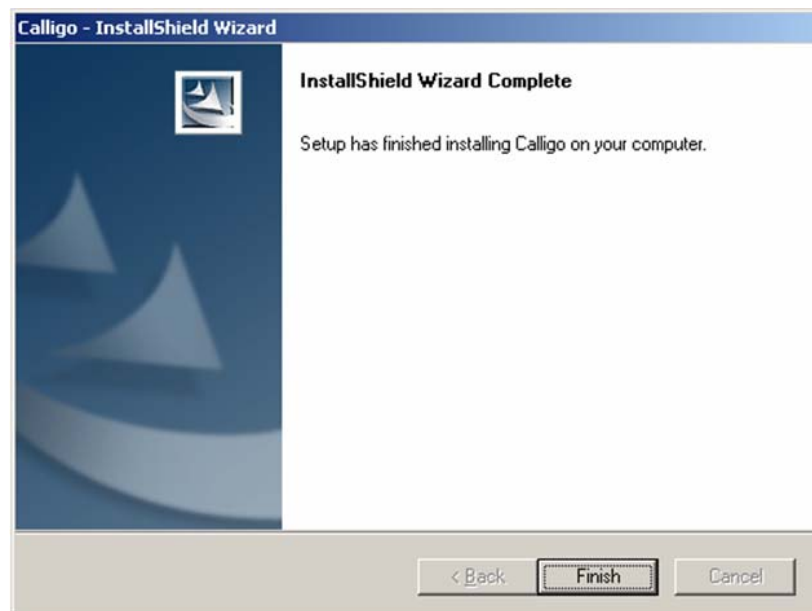 Calligo - InstallShield Wizard
InstallShield Wizard Complete
Setup has finished installing Calligo on your computer.
< Back Finish Cancel